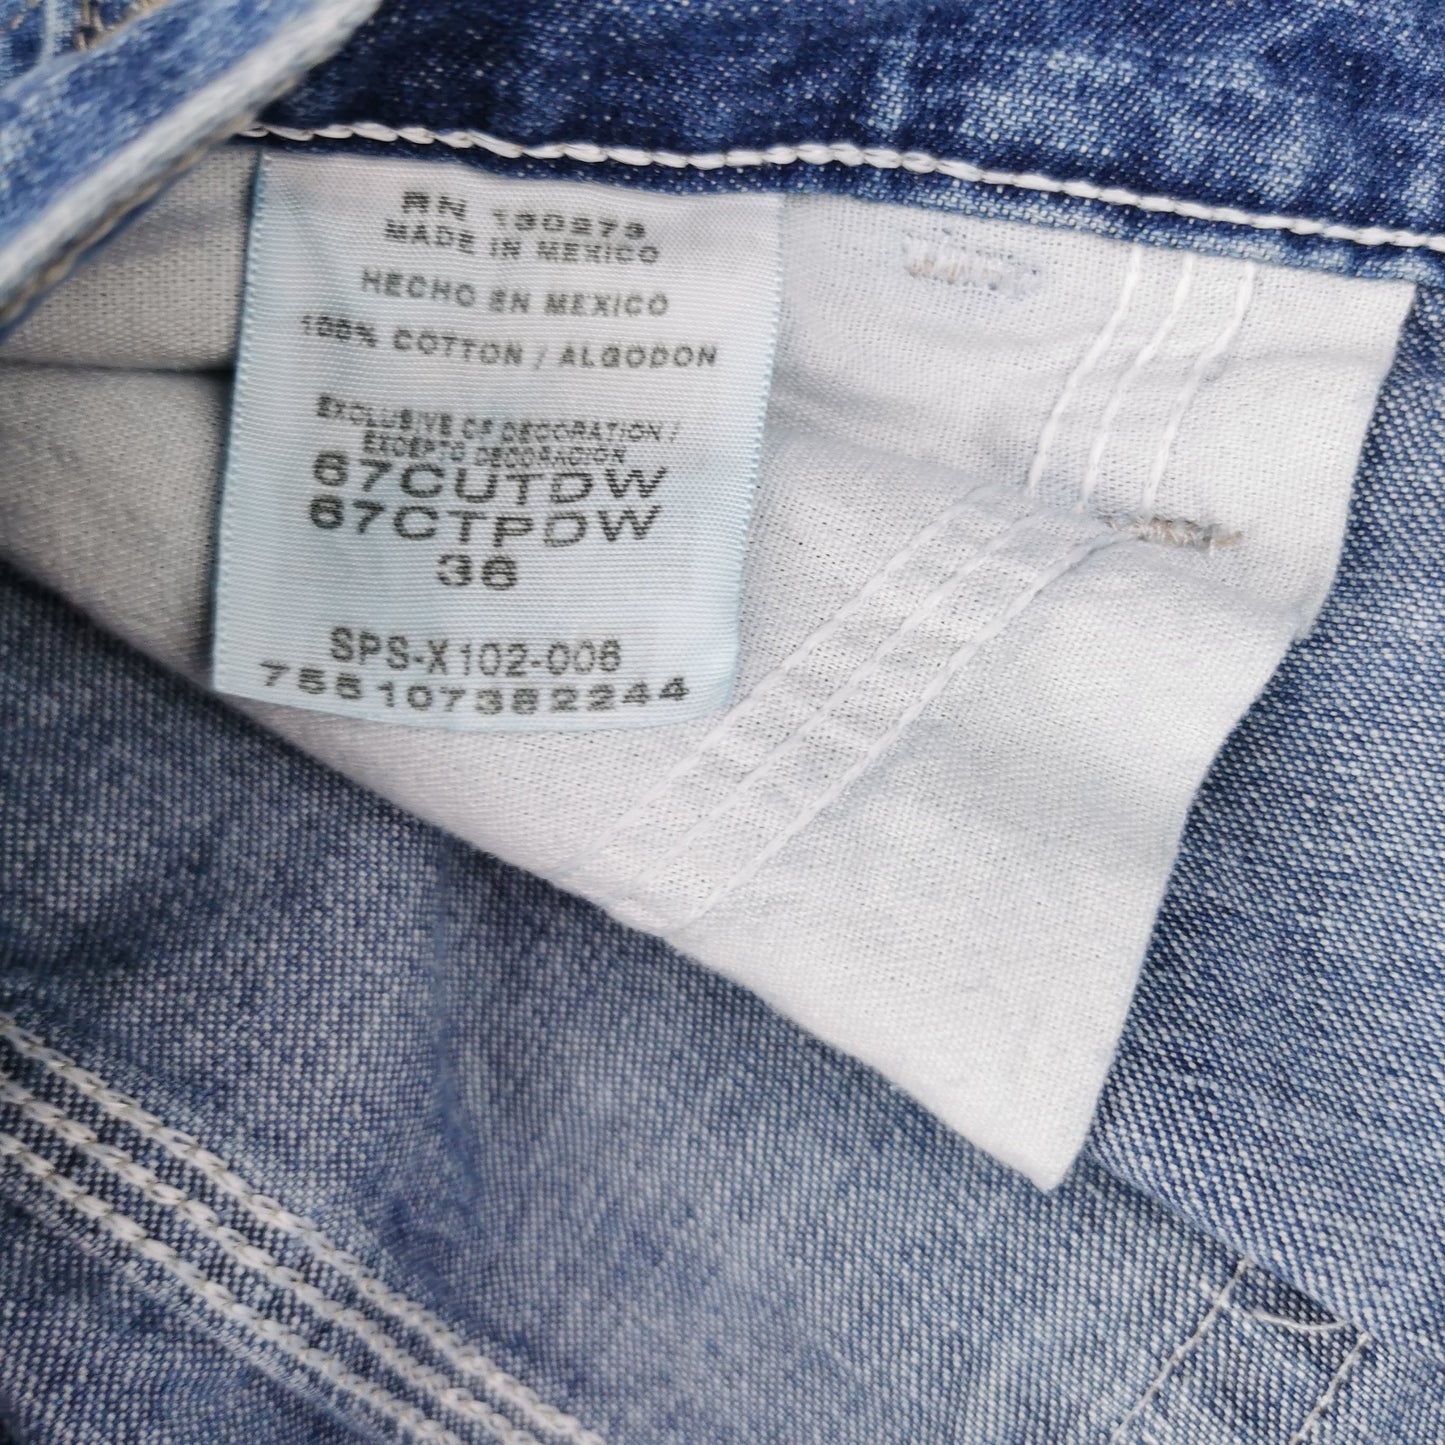 RN 130273
MADE IN MEXICO
HECHO EN MEXICO
100% COTTON / ALGODON
EXCLUSIVE OF DECORATION /
EXCEPTO DECORACION
67CUTDW
67CTPDW
36
SPS-X102-006
755107382244